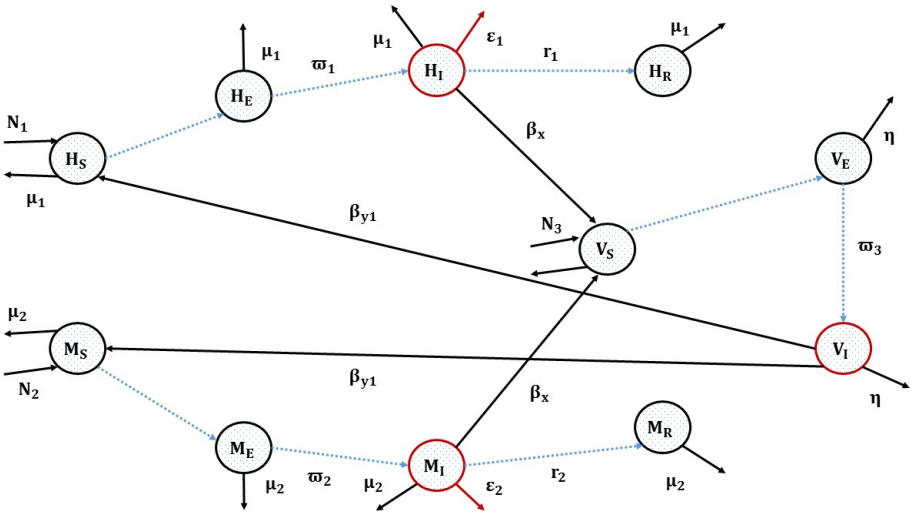 μ₁
ε₁
μ₁
μ₁
ϖ₁
H_I
r₁
H_R
H_E
N₁
β_x
η
H_S
V_E
μ₁
β_y1
N₃
V_S
ϖ₃
μ₂
M_S
V_I
N₂
β_y1
β_x
η
M_R
M_E
ϖ₂
M_I
r₂
μ₂
μ₂
ε₂
μ₂